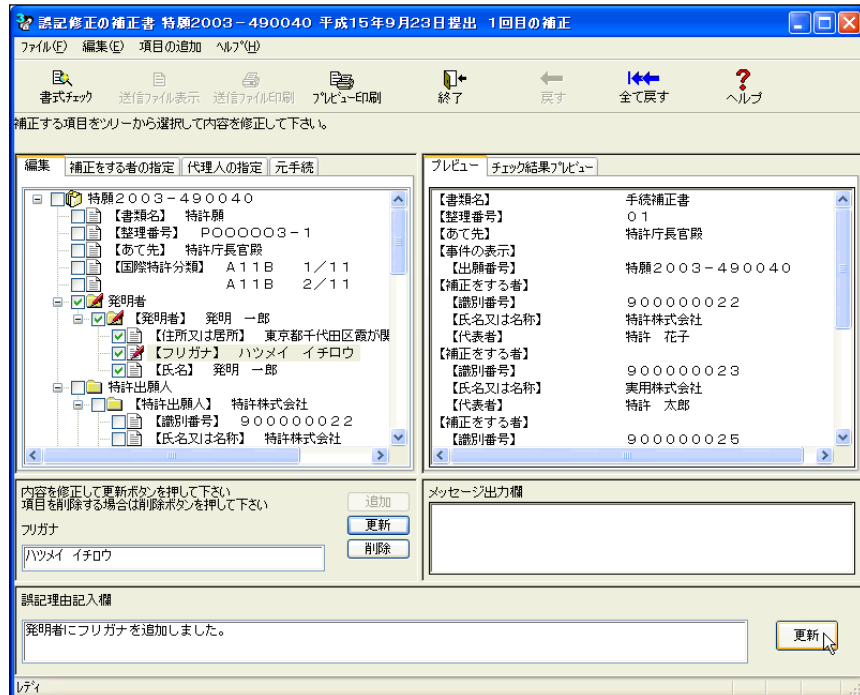 誤記修正の補正書 特願2003-490040 平成15年9月23日提出 1回目の補正
ファイル(F) 編集(E) 項目の追加 ヘルプ(H)
書式チェック 送信ファイル表示 送信ファイル印刷 プレビュー印刷 終了 戻す 全て戻す ヘルプ
補正する項目をツリーから選択して内容を修正して下さい。
編集 補正をする者の指定 代理人の指定 元手続
特願2003-490040
【書類名】 特許願
【整理番号】 P000003-1
【あて先】 特許庁長官殿
【国際特許分類】 A11B 1/11
A11B 2/11
発明者
【発明者】 発明 一郎
【住所又は居所】 東京都千代田区霞が関
【フリガナ】 ハツメイ イチロウ
【氏名】 発明 一郎
特許出願人
【特許出願人】 特許株式会社
【識別番号】 900000022
【氏名又は名称】 特許株式会社
プレビュー チェック結果プレビュー
【書類名】 手続補正書
【整理番号】 01
【あて先】 特許庁長官殿
【事件の表示】
【出願番号】 特願2003-490040
【補正をする者】
【識別番号】 900000022
【氏名又は名称】 特許株式会社
【代表者】 特許 花子
【補正をする者】
【識別番号】 900000023
【氏名又は名称】 実用株式会社
【代表者】 特許 太郎
【補正をする者】
【識別番号】 900000025
内容を修正して更新ボタンを押して下さい
項目を削除する場合は削除ボタンを押して下さい
追加
フリガナ
更新
ハツメイ イチロウ
削除
メッセージ出力欄
誤記理由記入欄
発明者にフリガナを追加しました。
更新
レディ